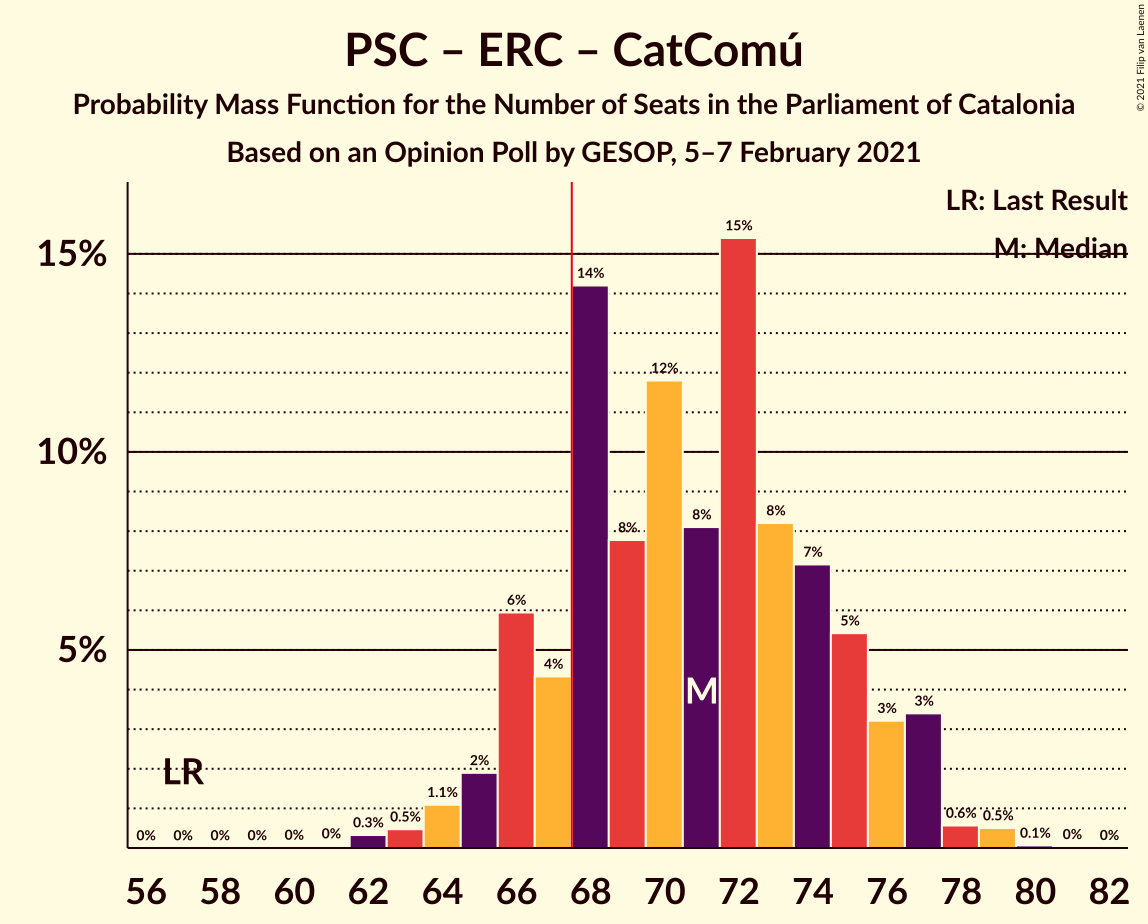 PSC – ERC – CatComú
Probability Mass Function for the Number of Seats in the Parliament of Catalonia
Based on an Opinion Poll by GESOP, 5–7 February 2021
© 2021 Filip van Laenen
LR: Last Result
M: Median
15%
10%
5%
0% 0% 0% 0% 0% 0% 0.3% 0.5% 1.1% 2% 6% 4% 14% 8% 12% 8% 15% 8% 7% 5% 3% 3% 0.6% 0.5% 0.1% 0% 0%
LR
M
56 58 60 62 64 66 68 70 72 74 76 78 80 82